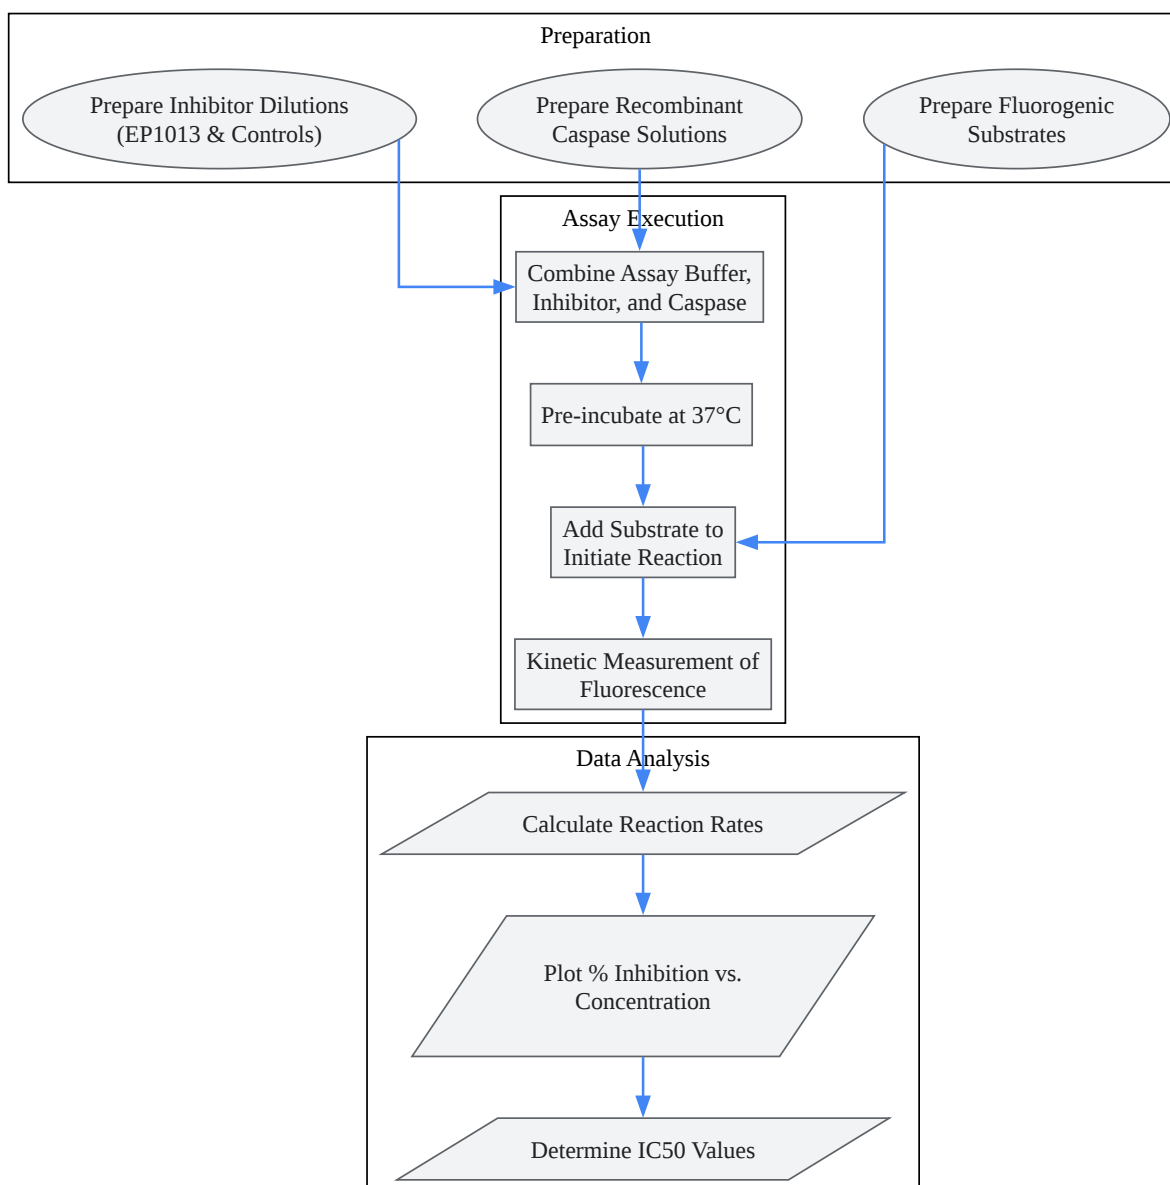 Preparation
Prepare Inhibitor Dilutions
(EP1013 & Controls)
Prepare Recombinant
Caspase Solutions
Prepare Fluorogenic
Substrates
Assay Execution
Combine Assay Buffer,
Inhibitor, and Caspase
Pre-incubate at 37°C
Add Substrate to
Initiate Reaction
Kinetic Measurement of
Fluorescence
Data Analysis
Calculate Reaction Rates
Plot % Inhibition vs.
Concentration
Determine IC50 Values